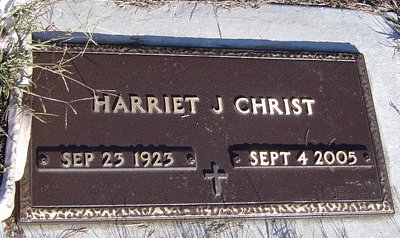 HARRIET J CHRIST
SEP 23 1923 SEPT 4 2005